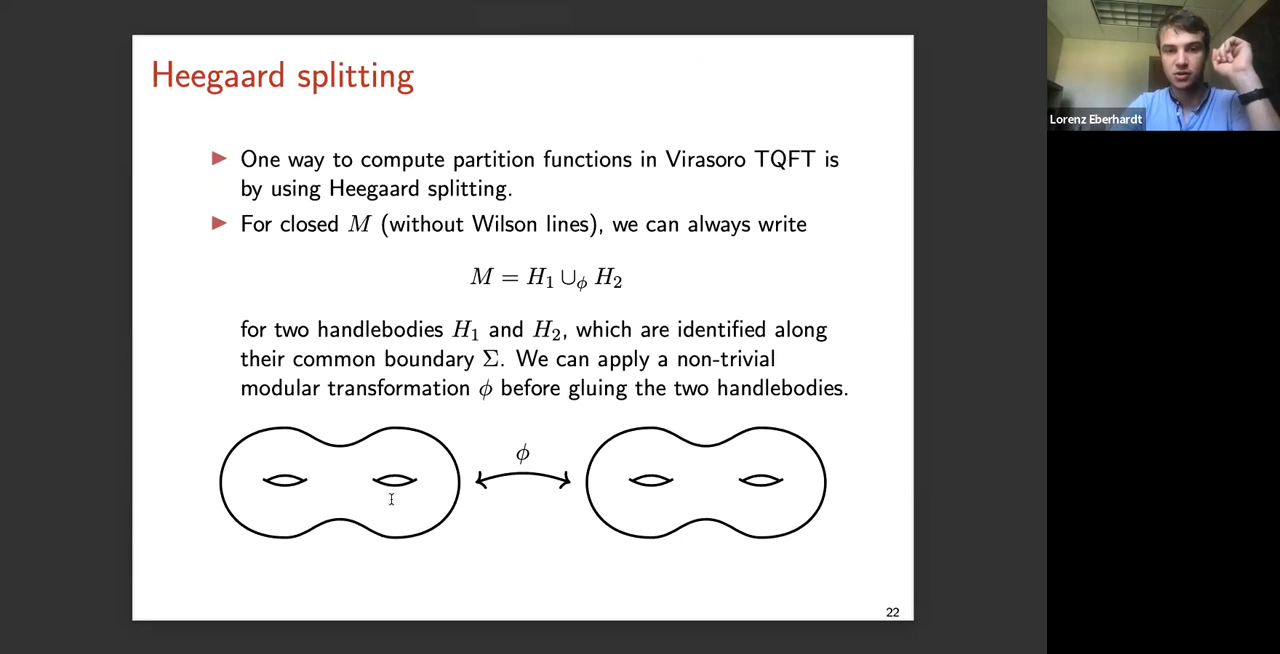 Heegaard splitting
▶ One way to compute partition functions in Virasoro TQFT is
by using Heegaard splitting.
▶ For closed M (without Wilson lines), we can always write
M = H₁ ∪_ϕ H₂
for two handlebodies H₁ and H₂, which are identified along
their common boundary Σ. We can apply a non-trivial
modular transformation ϕ before gluing the two handlebodies.
ϕ
22
Lorenz Eberhardt